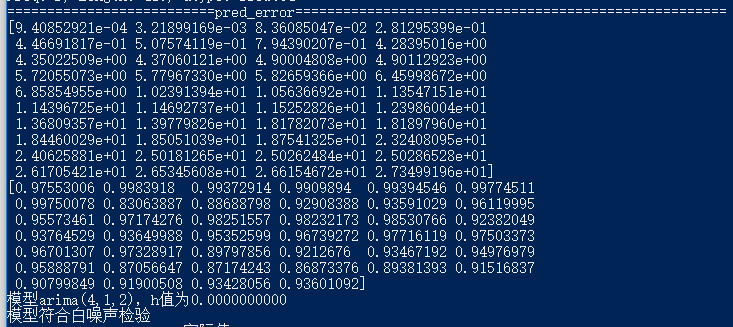 =====================pred_error============================================
[9.40852921e-04 3.21899169e-03 8.36085047e-02 2.81295399e-01
4.46691817e-01 5.07574119e-01 7.94390207e-01 4.28395016e+00
4.35022509e+00 4.37060121e+00 4.90004808e+00 4.90112923e+00
5.72055073e+00 5.77967330e+00 5.82659366e+00 6.45998672e+00
6.85854955e+00 1.02391394e+01 1.05636692e+01 1.13547151e+01
1.14396725e+01 1.14692737e+01 1.15252826e+01 1.23986004e+01
1.36809357e+01 1.39779826e+01 1.81782073e+01 1.81897960e+01
1.84460029e+01 1.85051039e+01 1.87541325e+01 2.32408095e+01
2.40625881e+01 2.50181265e+01 2.50262484e+01 2.50286528e+01
2.61705421e+01 2.65345608e+01 2.66154672e+01 2.73499196e+01]
[0.97553006 0.9983918 0.99372914 0.9909894 0.99394546 0.99774511
0.99750078 0.83063887 0.88688798 0.92908388 0.93591029 0.96119995
0.95573461 0.97174276 0.98251557 0.98232173 0.98530766 0.92382049
0.93764529 0.93649988 0.95352599 0.96739272 0.97716119 0.97503373
0.96701307 0.97328917 0.89797856 0.9212676 0.93467192 0.94976979
0.95888791 0.87056647 0.87174243 0.86873376 0.89381393 0.91516837
0.90799849 0.91900508 0.93428056 0.93601092]
模型arima(4,1,2), h值为0.0000000000
模型符合白噪声检验